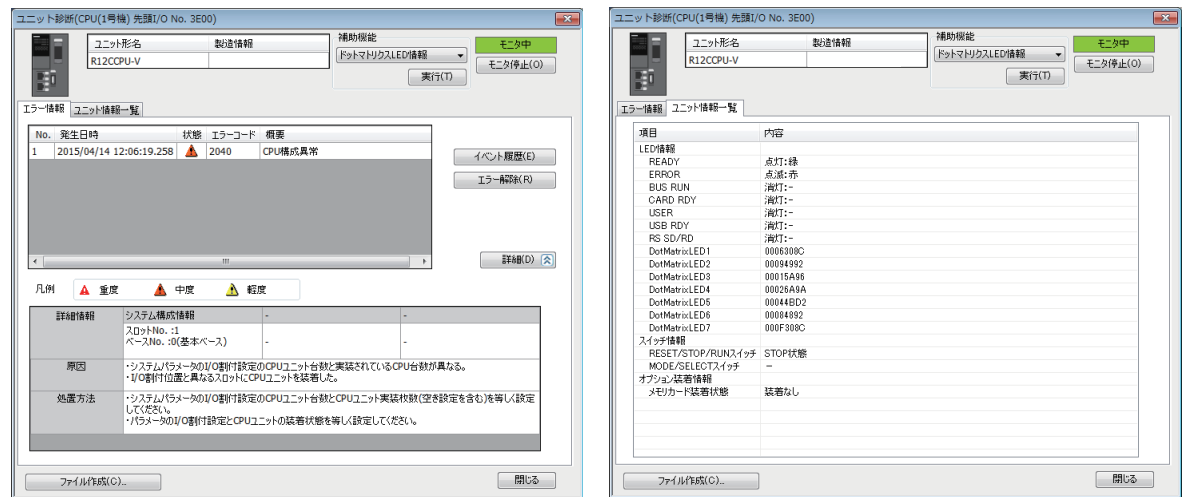 ユニット診断(CPU(1号機) 先頭I/O No. 3E00)
ユニット形名 製造情報
R12CCPU-V
補助機能
ドットマトリクスLED情報
実行(T)
モニタ中
モニタ停止(O)
エラー情報 ユニット情報一覧
No. 発生日時 状態 エラーコード 概要
1 2015/04/14 12:06:19.258 2040 CPU構成異常
イベント履歴(E)
エラー解除(R)
詳細(D)
凡例 重度 中度 軽度
詳細情報 システム構成情報 - -
スロットNo. :1
ベースNo. :0(基本ベース) - -
原因 ・システムパラメータのI/O割付設定のCPUユニット台数と実装されているCPU台数が異なる。
・I/O割付位置と異なるスロットにCPUユニットを装着した。
処置方法 ・システムパラメータのI/O割付設定のCPUユニット台数とCPUユニット実装枚数(空き設定を含む)を等しく設定
してください。
・パラメータのI/O割付設定とCPUユニットの装着状態を等しく設定してください。
ファイル作成(C)...
閉じる
ユニット診断(CPU(1号機) 先頭I/O No. 3E00)
ユニット形名 製造情報
R12CCPU-V
補助機能
ドットマトリクスLED情報
実行(T)
モニタ中
モニタ停止(O)
エラー情報 ユニット情報一覧
項目 内容
LED情報
READY 点灯:緑
ERROR 点滅:赤
BUS RUN 消灯:-
CARD RDY 消灯:-
USER 消灯:-
USB RDY 消灯:-
RS SD/RD 消灯:-
DotMatrixLED1 0006308C
DotMatrixLED2 00094992
DotMatrixLED3 00015A96
DotMatrixLED4 00026A9A
DotMatrixLED5 00044BD2
DotMatrixLED6 00084892
DotMatrixLED7 000F308C
スイッチ情報
RESET/STOP/RUNスイッチ STOP状態
MODE/SELECTスイッチ －
オプション装着情報
メモリカード装着状態 装着なし
ファイル作成(C)...
閉じる